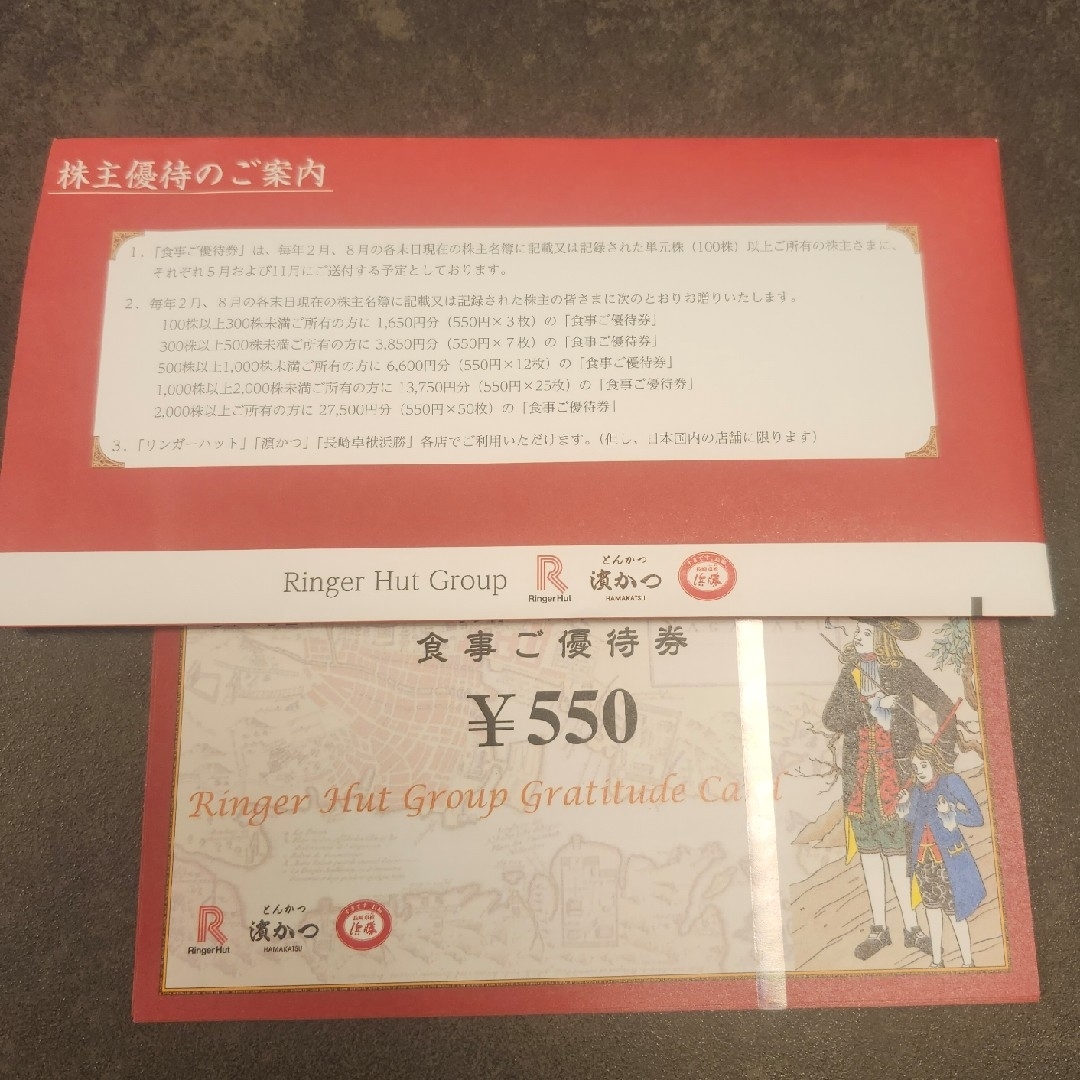 株主優待のご案内
1.「食事ご優待券」は、毎年2月、8月の各末日現在の株主名簿に記載又は記録された単元株(100株)以上ご所有の株主さまに、
それぞれ5月および11月にご送付する予定としております。
2.毎年2月、8月の各末日現在の株主名簿に記載又は記録された株主の皆さまに次のとおりお贈りいたします。
100株以上300株未満ご所有の方に 1,650円分(550円×3枚)の「食事ご優待券」
300株以上500株未満ご所有の方に 3,850円分(550円×7枚)の「食事ご優待券」
500株以上1,000株未満ご所有の方に 6,600円分(550円×12枚)の「食事ご優待券」
1,000株以上2,000株未満ご所有の方に 13,750円分(550円×25枚)の「食事ご優待券」
2,000株以上ご所有の方に 27,500円分(550円×50枚)の「食事ご優待券」
3.「リンガーハット」「濵かつ」「長崎卓袱浜勝」各店でご利用いただけます。(但し、日本国内の店舗に限ります)
Ringer Hut Group
RingerHut
とんかつ
濵かつ
HAMAKATSU
浜勝
食事ご優待券
¥550
Ringer Hut Group Gratitude Card
RingerHut
とんかつ
濵かつ
HAMAKATSU
浜勝